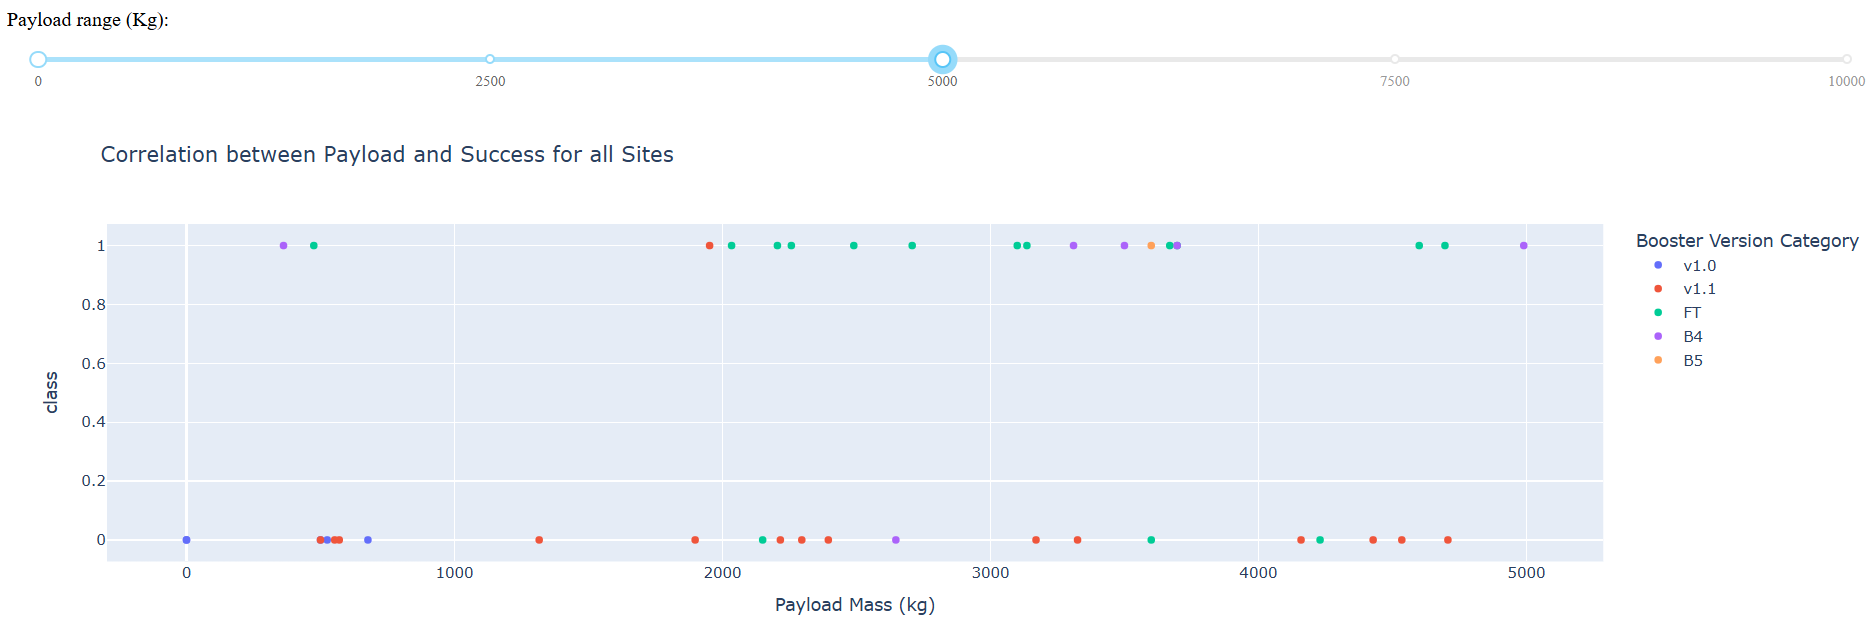 Payload range (Kg):
0 2500 5000 7500 10000
Correlation between Payload and Success for all Sites
1
0.8
0.6
0.4
0.2
0
class
0 1000 2000 3000 4000 5000
Payload Mass (kg)
Booster Version Category
v1.0
v1.1
FT
B4
B5